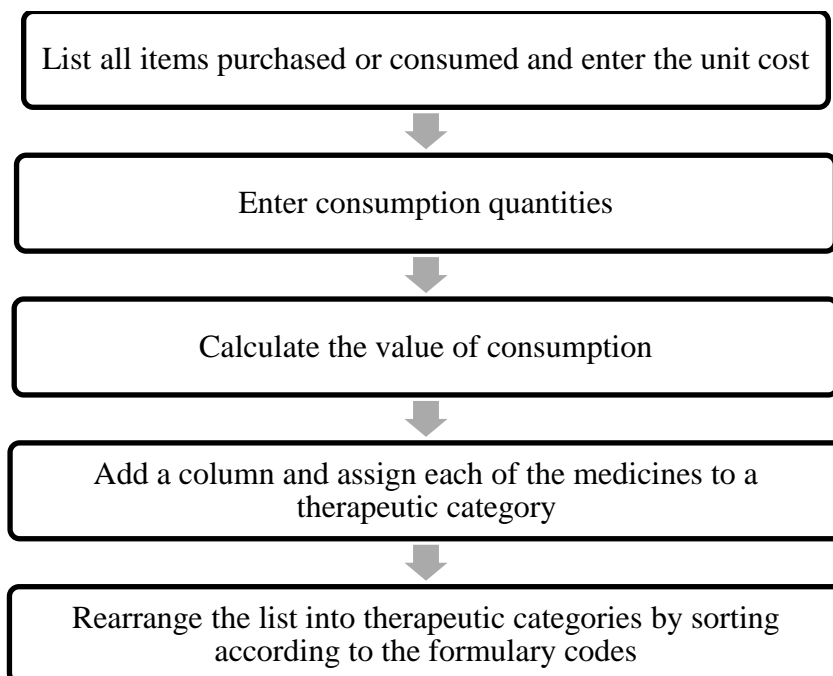 List all items purchased or consumed and enter the unit cost
Enter consumption quantities
Calculate the value of consumption
Add a column and assign each of the medicines to a
therapeutic category
Rearrange the list into therapeutic categories by sorting
according to the formulary codes